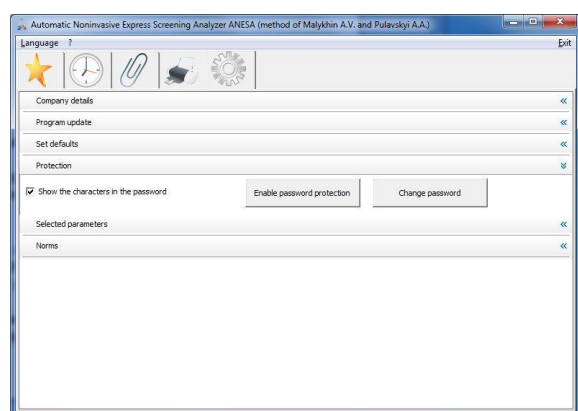 Automatic Noninvasive Express Screening Analyzer ANESA (method of Malykhin A.V. and Pulavskyi A.A.)
Language ? Exit
Company details
Program update
Set defaults
Protection
Show the characters in the password Enable password protection Change password
Selected parameters
Norms